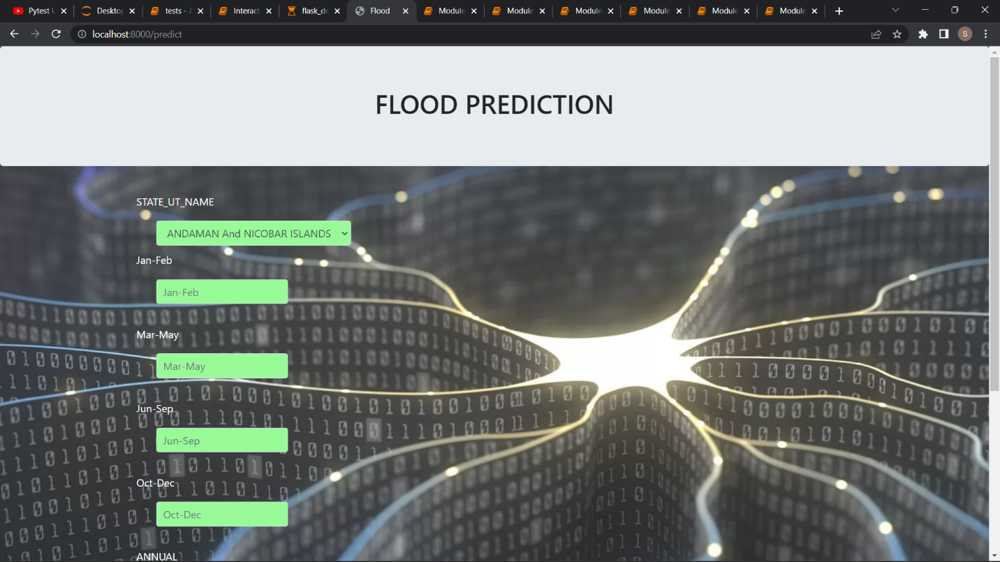 Pytest U
Desktop
tests - J
Interact
flask_de
Flood
Module
Module
Module
Module
Module
Module
localhost:8000/predict
S
FLOOD PREDICTION
STATE_UT_NAME
ANDAMAN And NICOBAR ISLANDS
Jan-Feb
Jan-Feb
Mar-May
Mar-May
Jun-Sep
Jun-Sep
Oct-Dec
Oct-Dec
ANNUAL